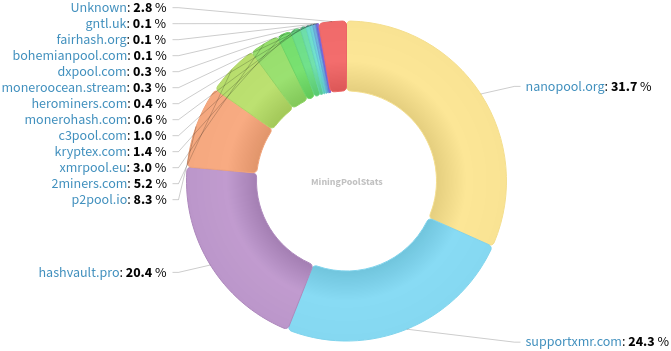 Unknown: 2.8 %
gntl.uk: 0.1 %
fairhash.org: 0.1 %
bohemianpool.com: 0.1 %
dxpool.com: 0.3 %
moneroocean.stream: 0.3 %
herominers.com: 0.4 %
monerohash.com: 0.6 %
c3pool.com: 1.0 %
kryptex.com: 1.4 %
xmrpool.eu: 3.0 %
2miners.com: 5.2 %
p2pool.io: 8.3 %
hashvault.pro: 20.4 %
nanopool.org: 31.7 %
MiningPoolStats
supportxmr.com: 24.3 %